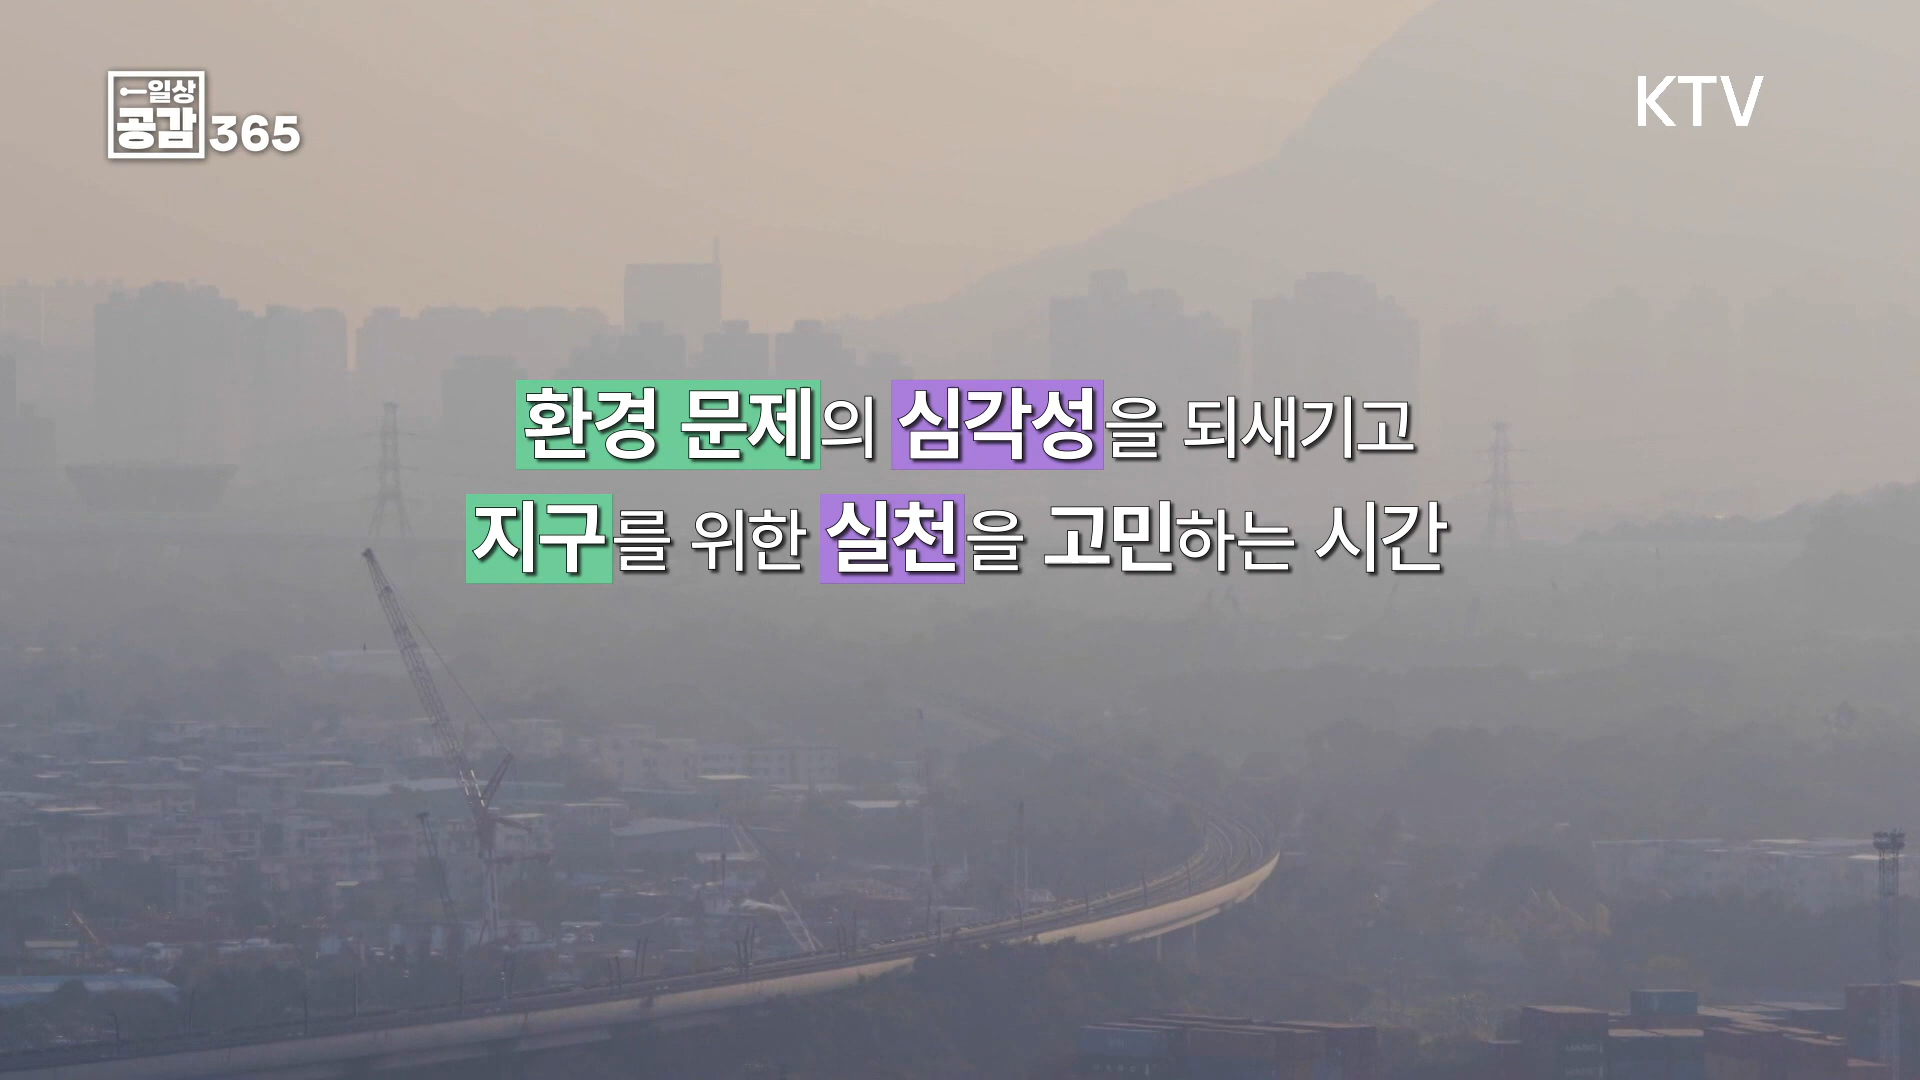 일상
공감 365
KTV
환경 문제의 심각성을 되새기고
지구를 위한 실천을 고민하는 시간